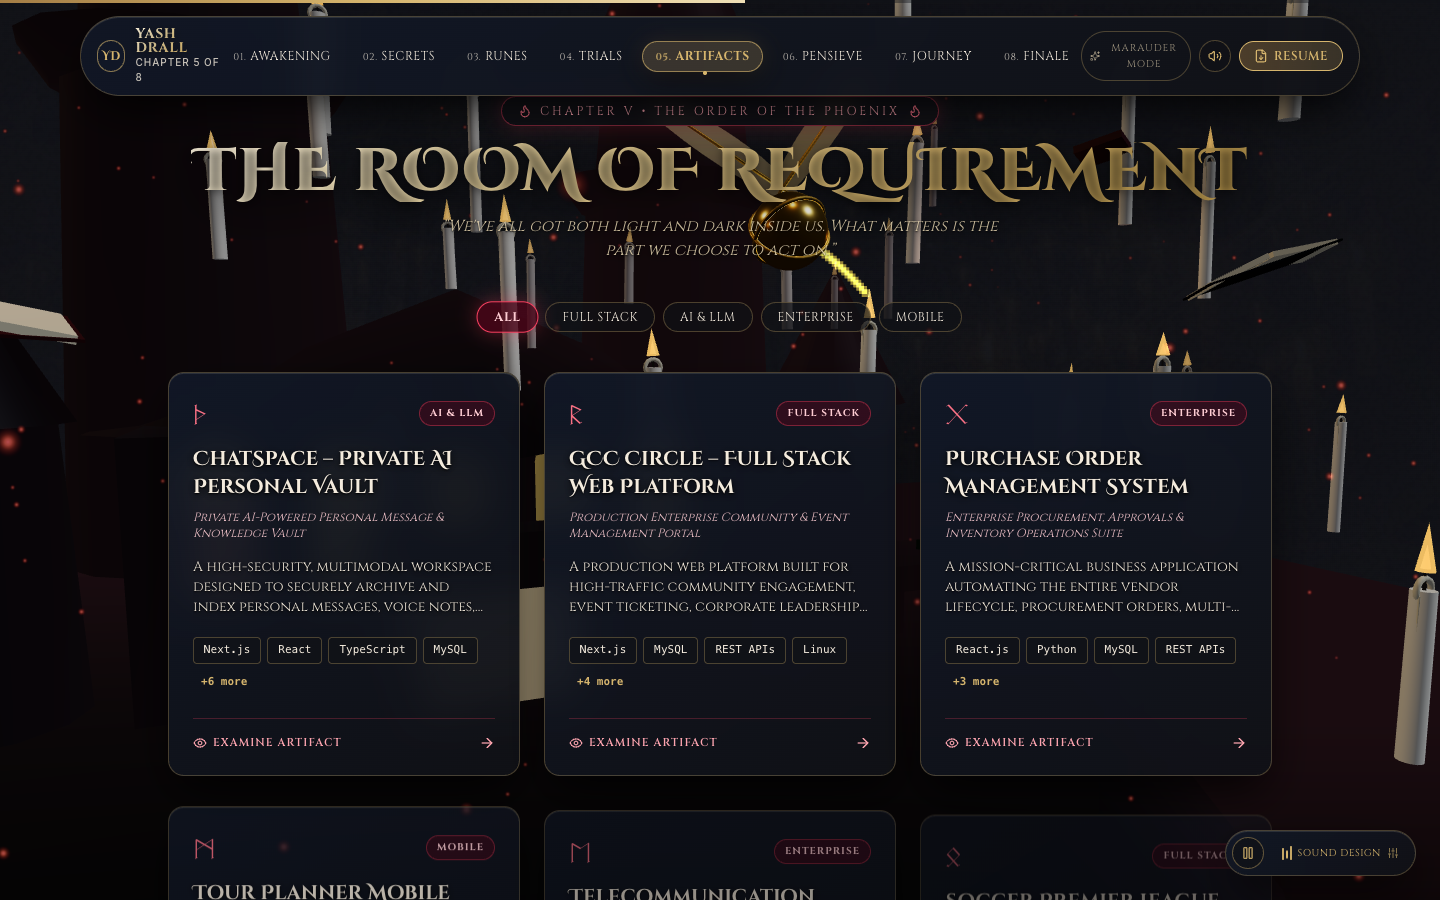 YD
YASH
DRALL
CHAPTER 5 OF
8
01. AWAKENING
02. SECRETS
03. RUNES
04. TRIALS
05. ARTIFACTS
06. PENSIEVE
07. JOURNEY
08. FINALE
MARAUDER
MODE
RESUME
CHAPTER V • THE ORDER OF THE PHOENIX
THE ROOM OF REQUIREMENT
"WE'VE ALL GOT BOTH LIGHT AND DARK INSIDE US. WHAT MATTERS IS THE
PART WE CHOOSE TO ACT ON."
ALL
FULL STACK
AI & LLM
ENTERPRISE
MOBILE
ᚦ
AI & LLM
CHATSPACE – PRIVATE AI
PERSONAL VAULT
PRIVATE AI-POWERED PERSONAL MESSAGE &
KNOWLEDGE VAULT
A HIGH-SECURITY, MULTIMODAL WORKSPACE
DESIGNED TO SECURELY ARCHIVE AND
INDEX PERSONAL MESSAGES, VOICE NOTES,...
Next.js
React
TypeScript
MySQL
+6 more
EXAMINE ARTIFACT
ᚱ
FULL STACK
GCC CIRCLE – FULL STACK
WEB PLATFORM
PRODUCTION ENTERPRISE COMMUNITY & EVENT
MANAGEMENT PORTAL
A PRODUCTION WEB PLATFORM BUILT FOR
HIGH-TRAFFIC COMMUNITY ENGAGEMENT,
EVENT TICKETING, CORPORATE LEADERSHIP...
Next.js
MySQL
REST APIs
Linux
+4 more
EXAMINE ARTIFACT
ᚷ
ENTERPRISE
PURCHASE ORDER
MANAGEMENT SYSTEM
ENTERPRISE PROCUREMENT, APPROVALS &
INVENTORY OPERATIONS SUITE
A MISSION-CRITICAL BUSINESS APPLICATION
AUTOMATING THE ENTIRE VENDOR
LIFECYCLE, PROCUREMENT ORDERS, MULTI-...
React.js
Python
MySQL
REST APIs
+3 more
EXAMINE ARTIFACT
ᛗ
MOBILE
TOUR PLANNER MOBILE
ᛖ
ENTERPRISE
TELECOMMUNICATION
ᛟ
FULL STAC
SOCCER PREMIER LEAGUE
SOUND DESIGN